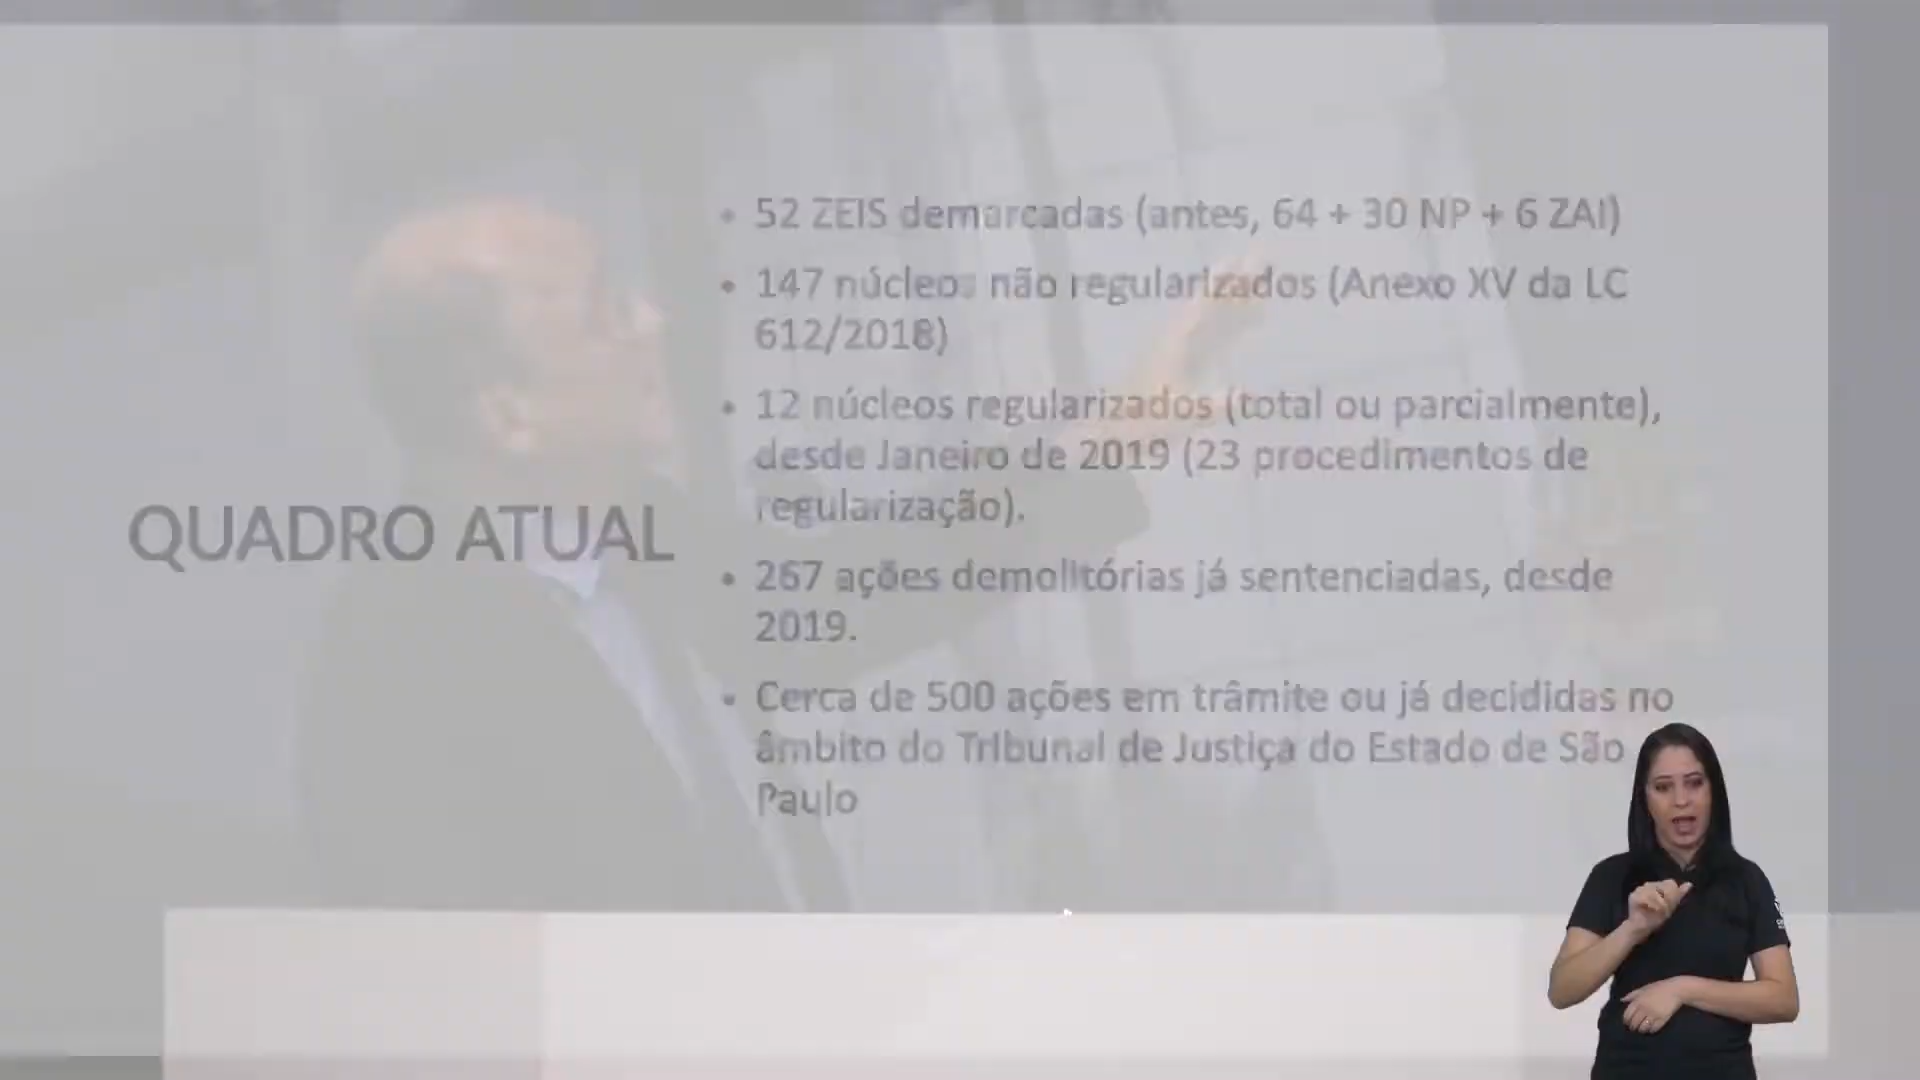 QUADRO ATUAL
• 52 ZEIS demarcadas (antes, 64 + 30 NP + 6 ZAI)
• 147 núcleos não regularizados (Anexo XV da LC
612/2018)
• 12 núcleos regularizados (total ou parcialmente),
desde Janeiro de 2019 (23 procedimentos de
regularização).
• 267 ações demolitórias já sentenciadas, desde
2019.
• Cerca de 500 ações em trâmite ou já decididas no
âmbito do Tribunal de Justiça do Estado de São
Paulo